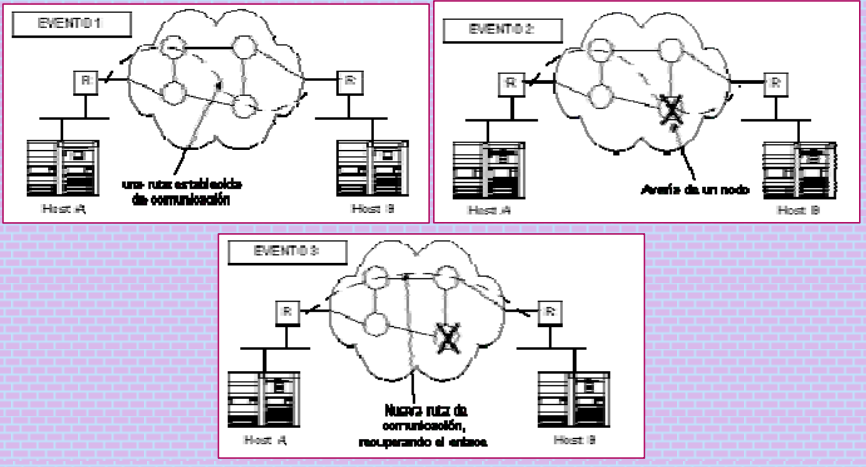 EVENTO 1
R
R
una ruta establecida
de comunicación
Host A
Host B
EVENTO 2
R
R
Avería de un nodo
Host A
Host B
EVENTO 3
R
R
Nueva ruta de
comunicación,
recuperando el enlace
Host A
Host B